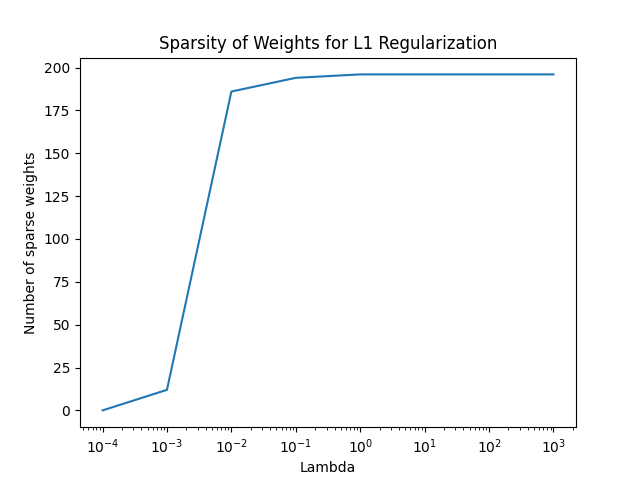 Sparsity of Weights for L1 Regularization
200
175
150
125
100
75
50
25
0
Number of sparse weights
10⁻⁴ 10⁻³ 10⁻² 10⁻¹ 10⁰ 10¹ 10² 10³
Lambda